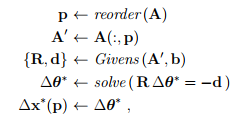 p ← reorder(A)
A′ ← A(:, p)
{R, d} ← Givens(A′, b)
Δθ* ← solve(R Δθ* = −d)
Δx*(p) ← Δθ* ,